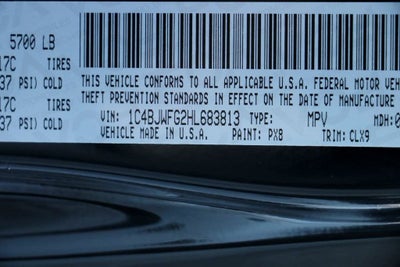 5700 LB
17C TIRES
37 PSI) COLD
17C TIRES
37 PSI) COLD
THIS VEHICLE CONFORMS TO ALL APPLICABLE U.S.A. FEDERAL MOTOR VEH
THEFT PREVENTION STANDARDS IN EFFECT ON THE DATE OF MANUFACTURE
VIN: 1C4BJWFG2HL683813 TYPE: MPV MDH:0
VEHICLE MADE IN U.S.A. PAINT: PX8 TRIM: CLX9